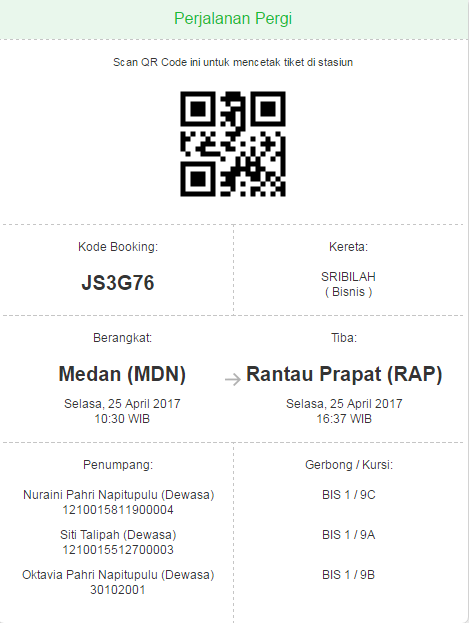 Perjalanan Pergi
Scan QR Code ini untuk mencetak tiket di stasiun
Kode Booking:
JS3G76
Kereta:
SRIBILAH
( Bisnis )
Berangkat:
Medan (MDN)
Selasa, 25 April 2017
10:30 WIB
Tiba:
Rantau Prapat (RAP)
Selasa, 25 April 2017
16:37 WIB
Penumpang:
Gerbong / Kursi:
Nuraini Pahri Napitupulu (Dewasa)
1210015811900004
BIS 1 / 9C
Siti Talipah (Dewasa)
1210015512700003
BIS 1 / 9A
Oktavia Pahri Napitupulu (Dewasa)
30102001
BIS 1 / 9B